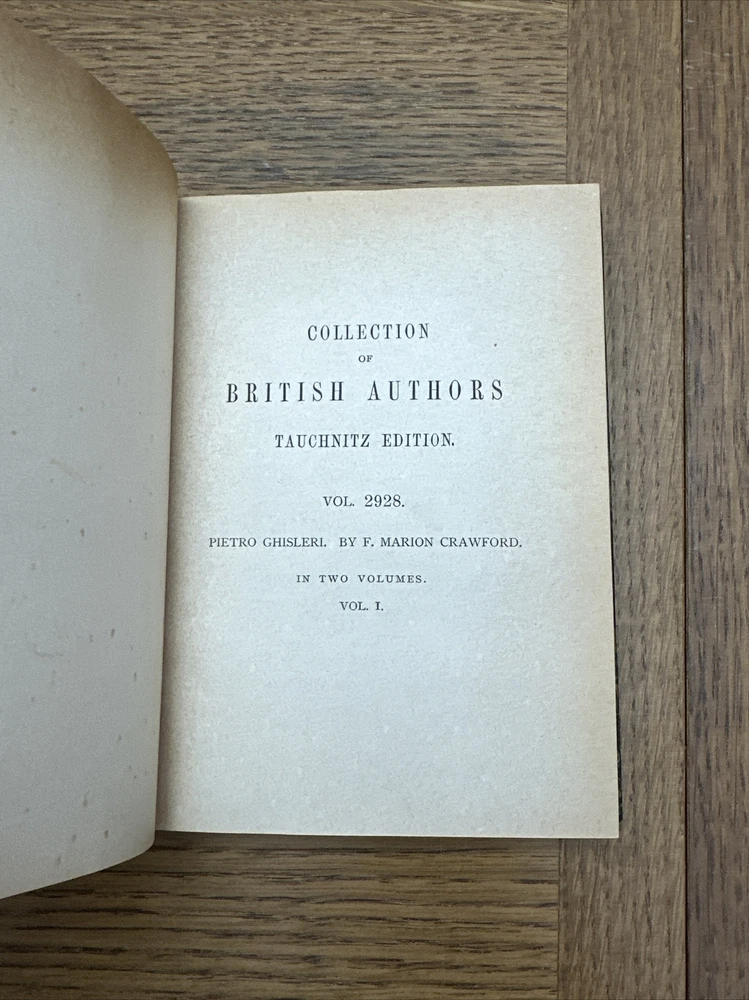 COLLECTION
OF
BRITISH AUTHORS
TAUCHNITZ EDITION.
VOL. 2928.
PIETRO GHISLERI. BY F. MARION CRAWFORD.
IN TWO VOLUMES.
VOL. I.